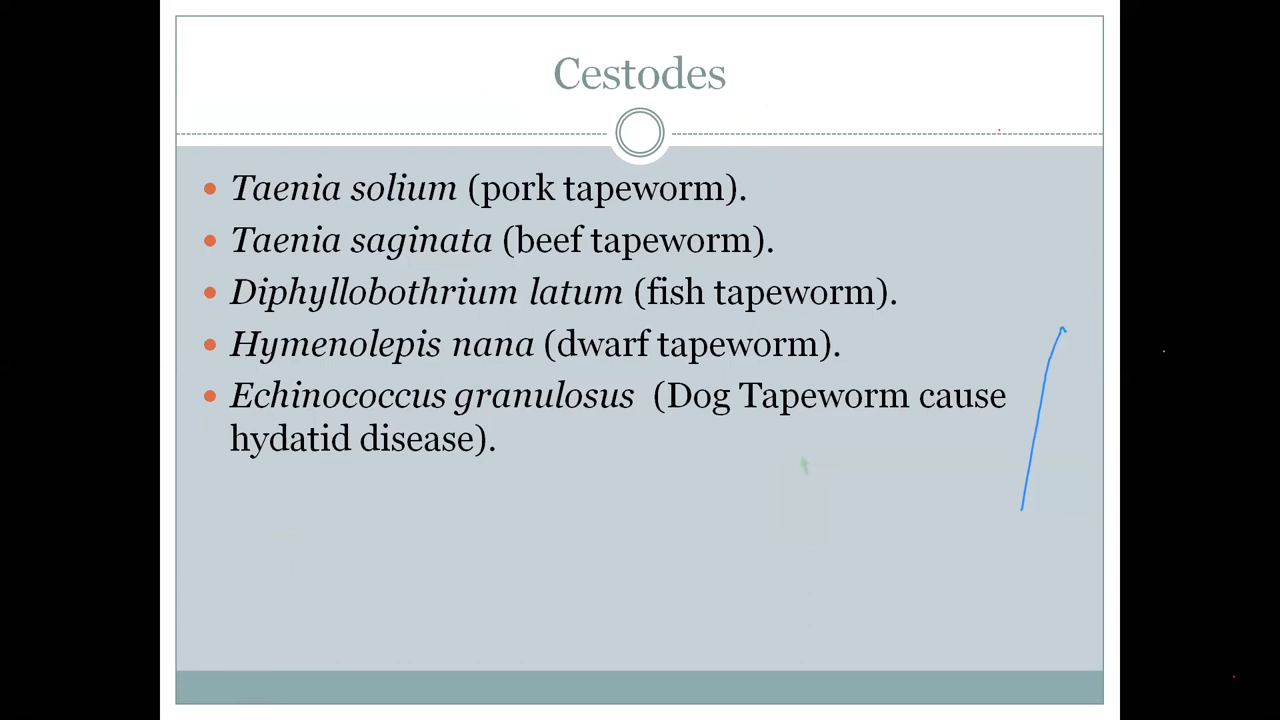 Cestodes
Taenia solium (pork tapeworm).
Taenia saginata (beef tapeworm).
Diphyllobothrium latum (fish tapeworm).
Hymenolepis nana (dwarf tapeworm).
Echinococcus granulosus (Dog Tapeworm cause
hydatid disease).